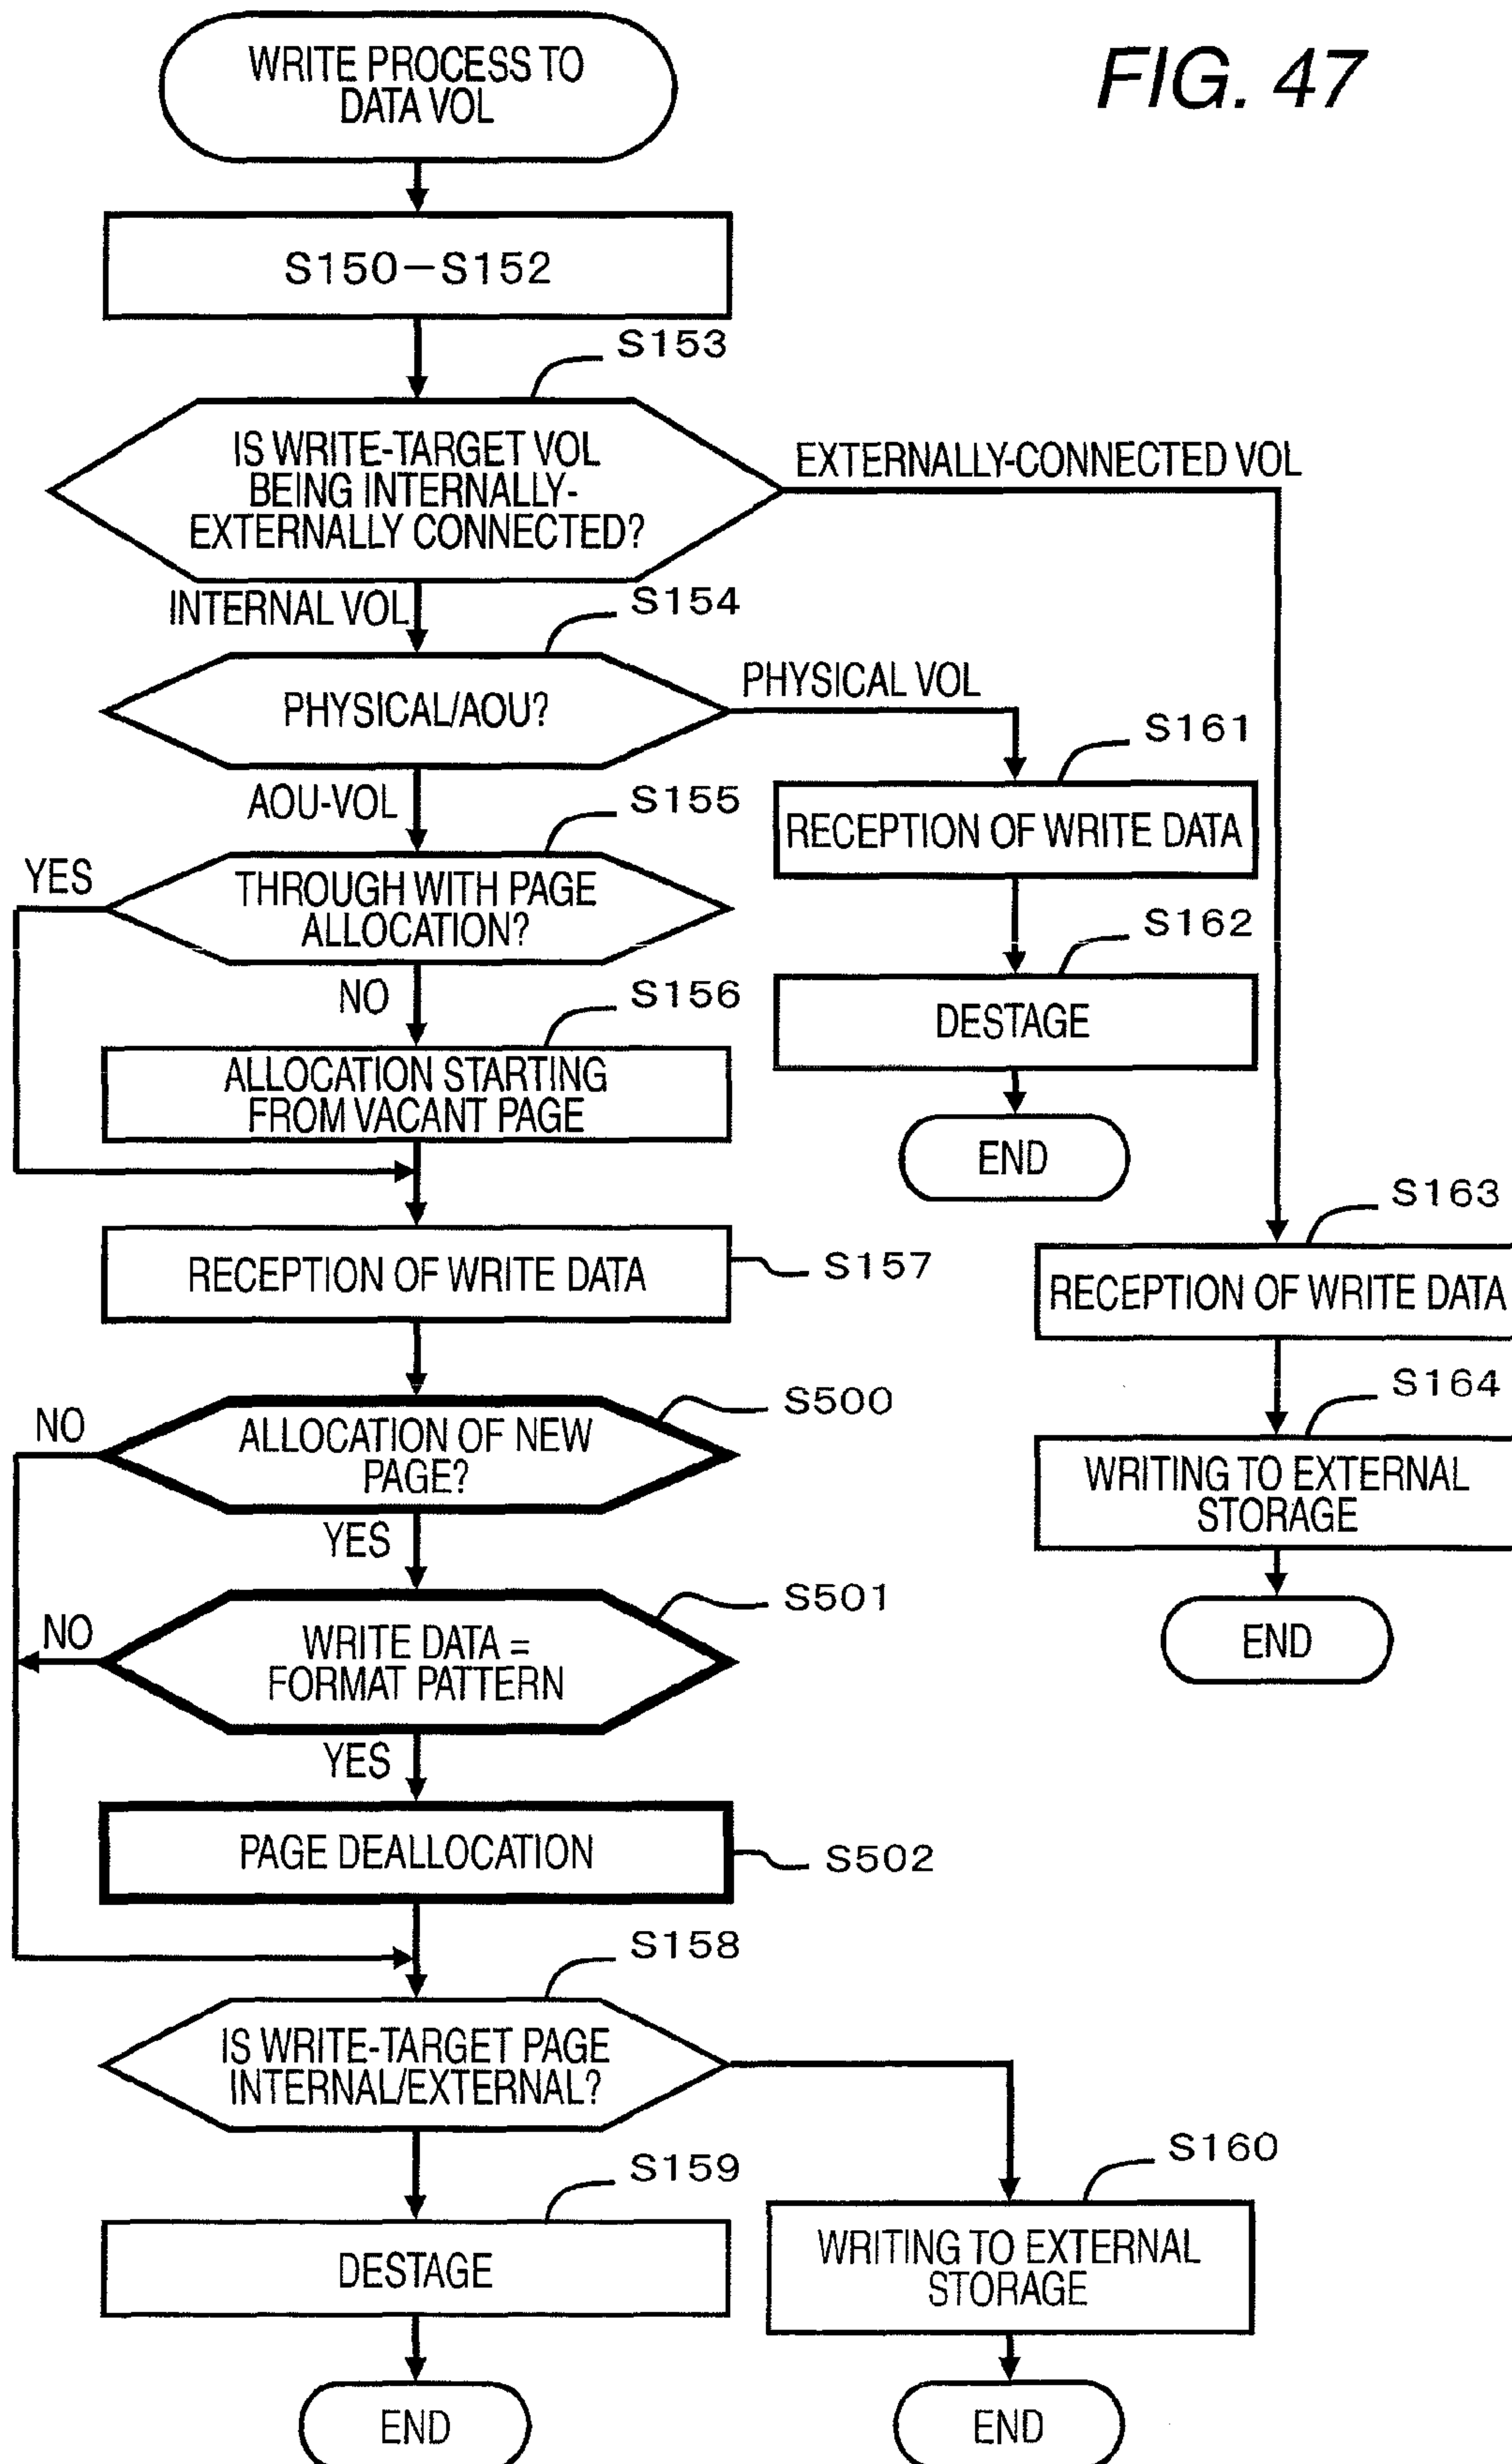 FIG. 47
WRITE PROCESS TO
DATA VOL
S150-S152
S153
IS WRITE-TARGET VOL
BEING INTERNALLY-
EXTERNALLY CONNECTED?
EXTERNALLY-CONNECTED VOL
INTERNAL VOL
S154
PHYSICAL/AOU?
PHYSICAL VOL
S161
RECEPTION OF WRITE DATA
S162
DESTAGE
END
AOU-VOL
S155
YES
THROUGH WITH PAGE
ALLOCATION?
NO
S156
ALLOCATION STARTING
FROM VACANT PAGE
RECEPTION OF WRITE DATA
S157
S163
RECEPTION OF WRITE DATA
S164
WRITING TO EXTERNAL
STORAGE
END
S500
NO
ALLOCATION OF NEW
PAGE?
YES
S501
NO
WRITE DATA =
FORMAT PATTERN
YES
PAGE DEALLOCATION
S502
S158
IS WRITE-TARGET PAGE
INTERNAL/EXTERNAL?
S159
DESTAGE
END
S160
WRITING TO EXTERNAL
STORAGE
END